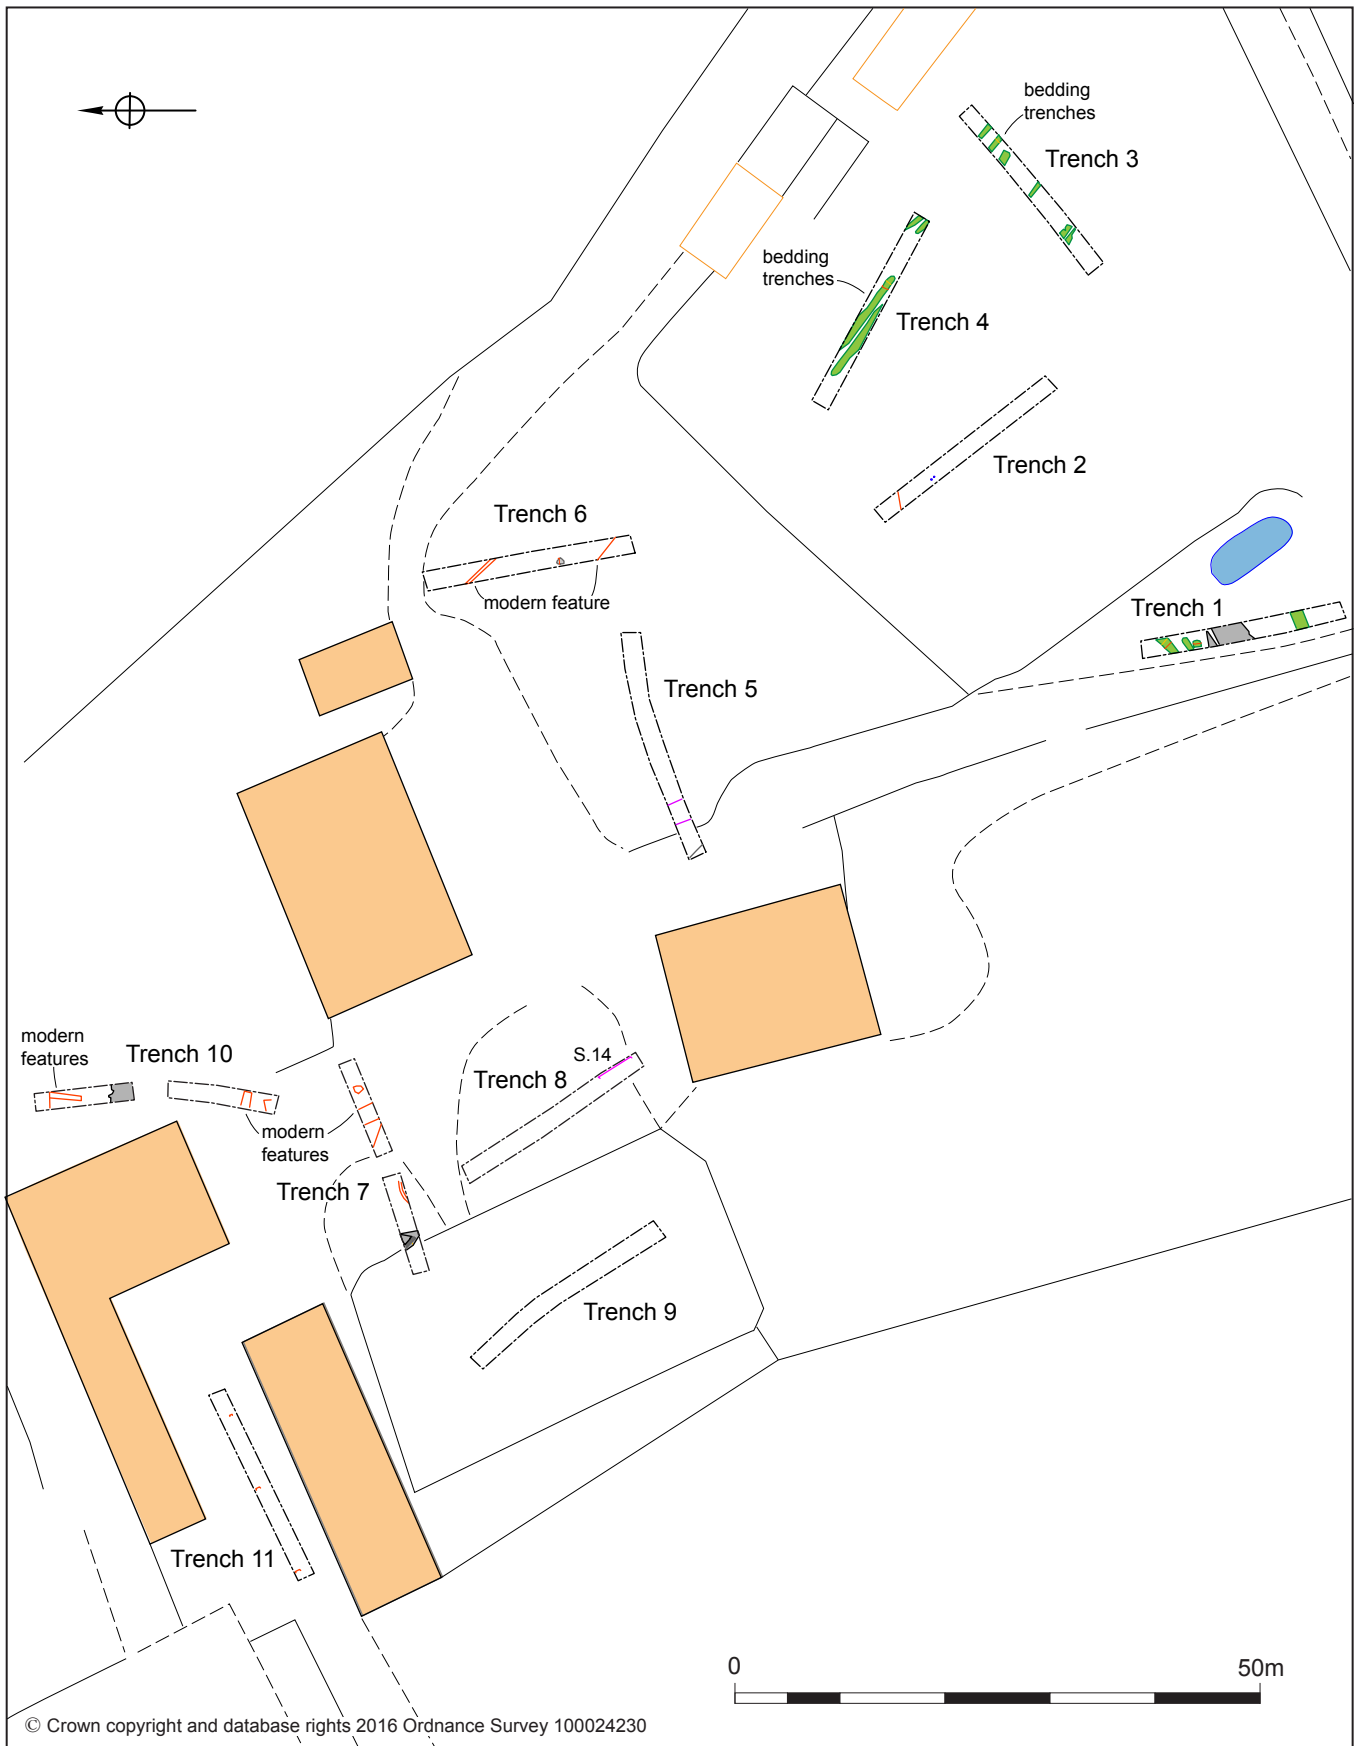 bedding
trenches
Trench 3
bedding
trenches
Trench 4
Trench 2
Trench 6
modern feature
Trench 1
Trench 5
modern
features
Trench 10
S.14
Trench 8
modern
features
Trench 7
Trench 9
Trench 11
0
50m
© Crown copyright and database rights 2016 Ordnance Survey 100024230